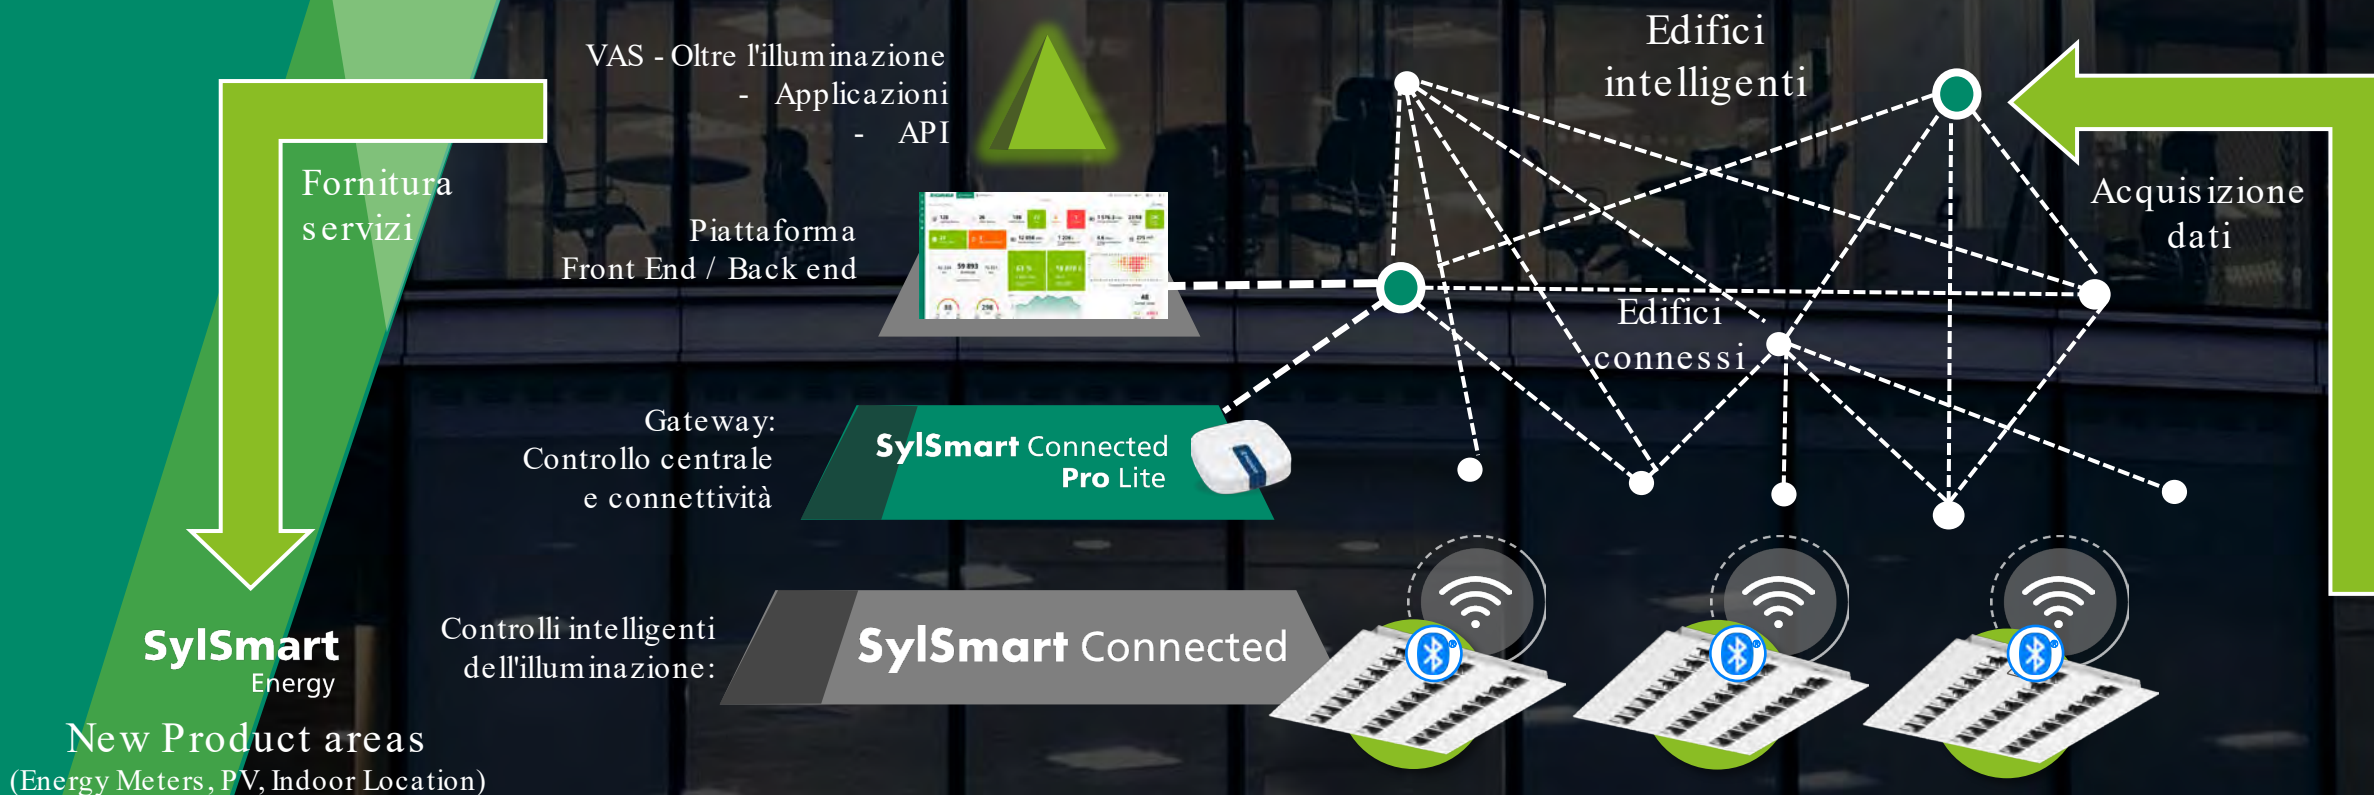 VAS - Oltre l'illuminazione
- Applicazioni
- API
Edifici
intelligenti
Fornitura
servizi
Acquisizione
dati
Piattaforma
Front End / Back end
Edifici
connessi
Gateway:
Controllo centrale
e connettività
SylSmart Connected
Pro Lite
Controlli intelligenti
dell'illuminazione:
SylSmart Connected
SylSmart
Energy
New Product areas
(Energy Meters, PV, Indoor Location)